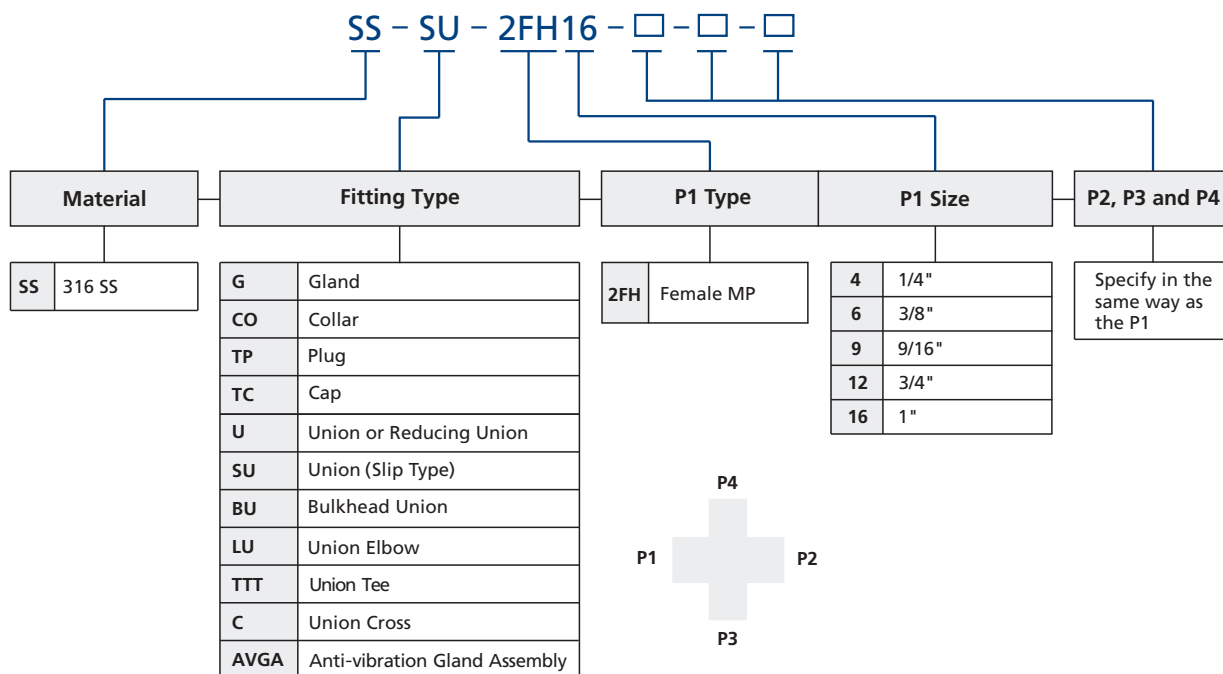 SS – SU – 2FH16 – □ – □ – □
Material
Fitting Type
P1 Type
P1 Size
P2, P3 and P4
SS 316 SS
G Gland
CO Collar
TP Plug
TC Cap
U Union or Reducing Union
SU Union (Slip Type)
BU Bulkhead Union
LU Union Elbow
TTT Union Tee
C Union Cross
AVGA Anti-vibration Gland Assembly
2FH Female MP
4 1/4"
6 3/8"
9 9/16"
12 3/4"
16 1"
Specify in the
same way as
the P1
P4
P1 P2
P3